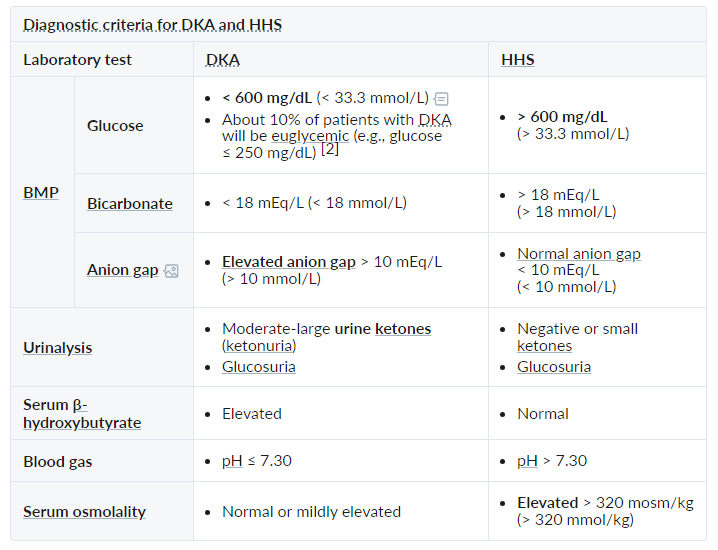 Diagnostic criteria for DKA and HHS
Laboratory test
DKA
HHS
BMP
Glucose
• < 600 mg/dL (< 33.3 mmol/L)
• About 10% of patients with DKA
will be euglycemic (e.g., glucose
≤ 250 mg/dL) [2]
• > 600 mg/dL
(> 33.3 mmol/L)
Bicarbonate
• < 18 mEq/L (< 18 mmol/L)
• > 18 mEq/L
(> 18 mmol/L)
Anion gap
• Elevated anion gap > 10 mEq/L
(> 10 mmol/L)
• Normal anion gap
< 10 mEq/L
(< 10 mmol/L)
Urinalysis
• Moderate-large urine ketones
(ketonuria)
• Glucosuria
• Negative or small
ketones
• Glucosuria
Serum β-
hydroxybutyrate
• Elevated
• Normal
Blood gas
• pH ≤ 7.30
• pH > 7.30
Serum osmolality
• Normal or mildly elevated
• Elevated > 320 mosm/kg
(> 320 mmol/kg)